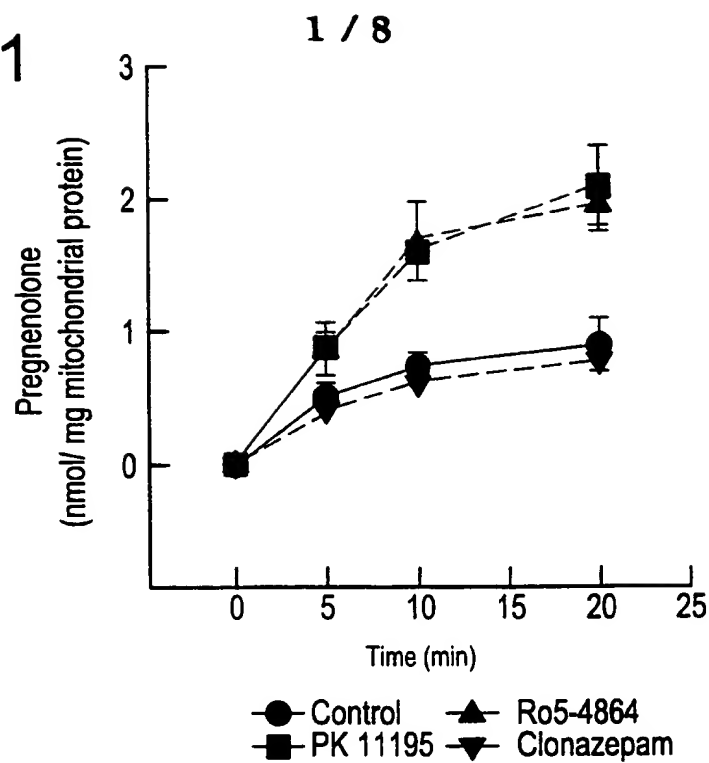 1 / 8
1
3
2
1
0
Pregnenolone
(nmol/ mg mitochondrial protein)
0 5 10 15 20 25
Time (min)
Control Ro5-4864
PK 11195 Clonazepam